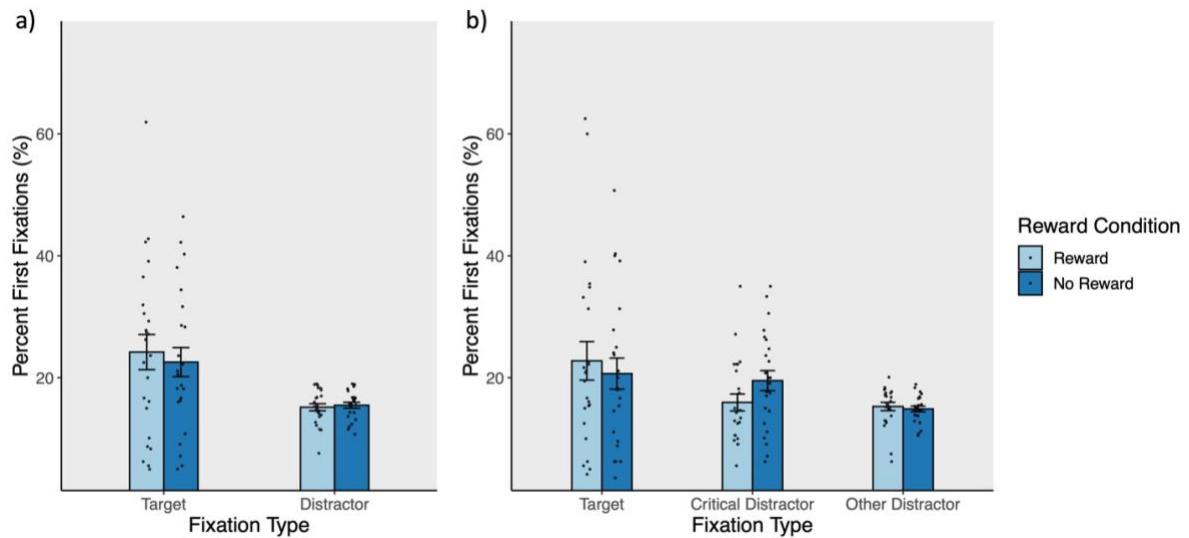 a)
Percent First Fixations (%)
60
40
20
Target
Distractor
Fixation Type
b)
Percent First Fixations (%)
60
40
20
Target
Critical Distractor
Other Distractor
Fixation Type
Reward Condition
Reward
No Reward